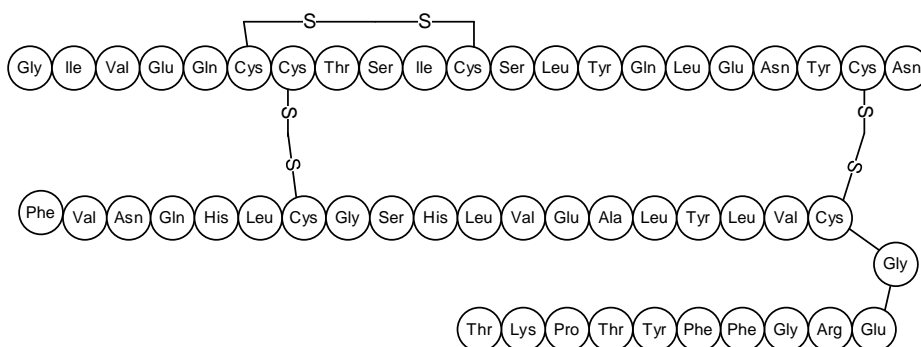 S S
Gly Ile Val Glu Gln Cys Cys Thr Ser Ile Cys Ser Leu Tyr Gln Leu Glu Asn Tyr Cys Asn
S S
S S
Phe Val Asn Gln His Leu Cys Gly Ser His Leu Val Glu Ala Leu Tyr Leu Val Cys
Gly
Thr Lys Pro Thr Tyr Phe Phe Gly Arg Glu